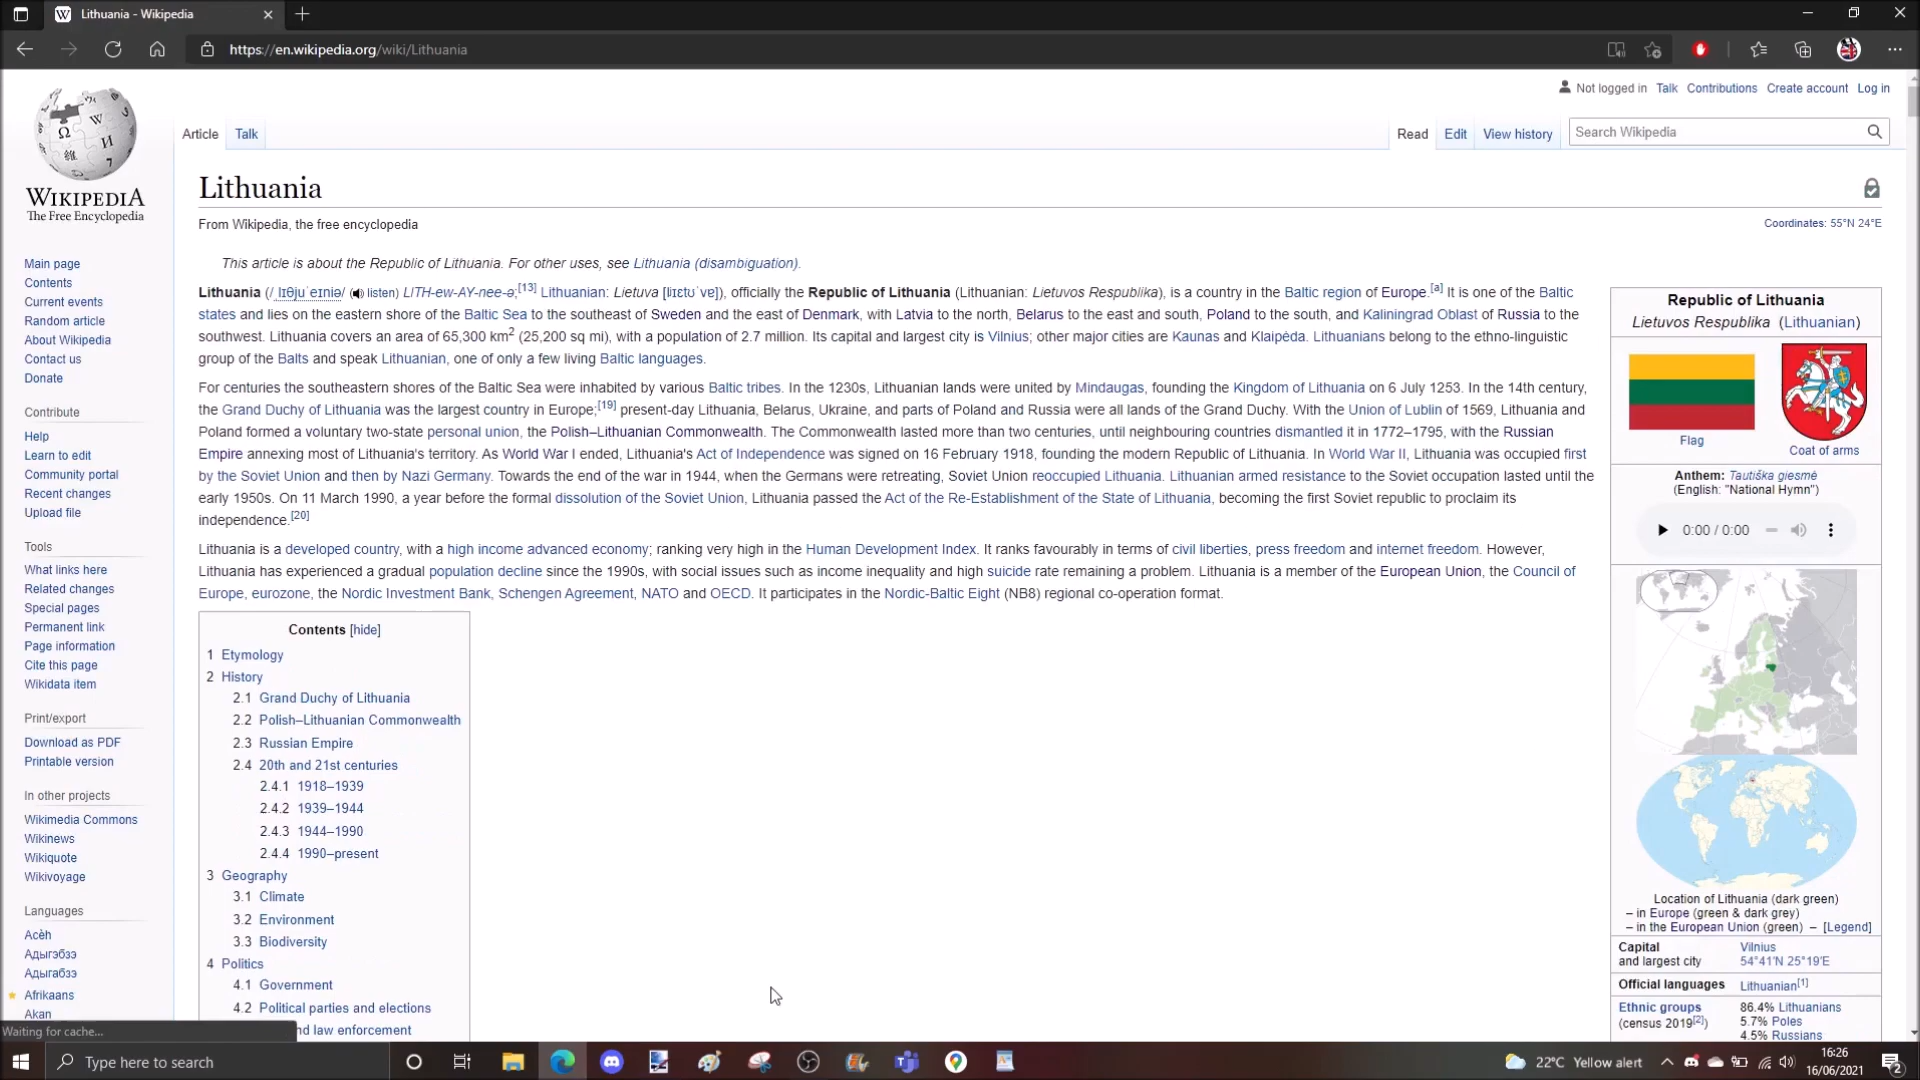 Lithuania - Wikipedia
https://en.wikipedia.org/wiki/Lithuania
Not logged in Talk Contributions Create account Log in
Article Talk
Read Edit View history
Search Wikipedia
WIKIPEDIA
The Free Encyclopedia
Main page
Contents
Current events
Random article
About Wikipedia
Contact us
Donate
Contribute
Help
Learn to edit
Community portal
Recent changes
Upload file
Tools
What links here
Related changes
Special pages
Permanent link
Page information
Cite this page
Wikidata item
Print/export
Download as PDF
Printable version
In other projects
Wikimedia Commons
Wikinews
Wikiquote
Wikivoyage
Languages
Acèh
Адыгэбзэ
Адыгабзэ
Afrikaans
Akan
Waiting for cache...
Lithuania
From Wikipedia, the free encyclopedia
Coordinates: 55°N 24°E
This article is about the Republic of Lithuania. For other uses, see Lithuania (disambiguation).
Lithuania (/ˌlɪθjuˈeɪniə/ listen) LITH-ew-AY-nee-ə;[13] Lithuanian: Lietuva [lʲɪɛtʊˈvɐ]), officially the Republic of Lithuania (Lithuanian: Lietuvos Respublika), is a country in the Baltic region of Europe.[a] It is one of the Baltic
states and lies on the eastern shore of the Baltic Sea to the southeast of Sweden and the east of Denmark, with Latvia to the north, Belarus to the east and south, Poland to the south, and Kaliningrad Oblast of Russia to the
southwest. Lithuania covers an area of 65,300 km2 (25,200 sq mi), with a population of 2.7 million. Its capital and largest city is Vilnius; other major cities are Kaunas and Klaipėda. Lithuanians belong to the ethno-linguistic
group of the Balts and speak Lithuanian, one of only a few living Baltic languages.
For centuries the southeastern shores of the Baltic Sea were inhabited by various Baltic tribes. In the 1230s, Lithuanian lands were united by Mindaugas, founding the Kingdom of Lithuania on 6 July 1253. In the 14th century,
the Grand Duchy of Lithuania was the largest country in Europe;[19] present-day Lithuania, Belarus, Ukraine, and parts of Poland and Russia were all lands of the Grand Duchy. With the Union of Lublin of 1569, Lithuania and
Poland formed a voluntary two-state personal union, the Polish–Lithuanian Commonwealth. The Commonwealth lasted more than two centuries, until neighbouring countries dismantled it in 1772–1795, with the Russian
Empire annexing most of Lithuania's territory. As World War I ended, Lithuania's Act of Independence was signed on 16 February 1918, founding the modern Republic of Lithuania. In World War II, Lithuania was occupied first
by the Soviet Union and then by Nazi Germany. Towards the end of the war in 1944, when the Germans were retreating, Soviet Union reoccupied Lithuania. Lithuanian armed resistance to the Soviet occupation lasted until the
early 1950s. On 11 March 1990, a year before the formal dissolution of the Soviet Union, Lithuania passed the Act of the Re-Establishment of the State of Lithuania, becoming the first Soviet republic to proclaim its
independence.[20]
Lithuania is a developed country, with a high income advanced economy; ranking very high in the Human Development Index. It ranks favourably in terms of civil liberties, press freedom and internet freedom. However,
Lithuania has experienced a gradual population decline since the 1990s, with social issues such as income inequality and high suicide rate remaining a problem. Lithuania is a member of the European Union, the Council of
Europe, eurozone, the Nordic Investment Bank, Schengen Agreement, NATO and OECD. It participates in the Nordic-Baltic Eight (NB8) regional co-operation format.
Contents [hide]
1 Etymology
2 History
2.1 Grand Duchy of Lithuania
2.2 Polish–Lithuanian Commonwealth
2.3 Russian Empire
2.4 20th and 21st centuries
2.4.1 1918–1939
2.4.2 1939–1944
2.4.3 1944–1990
2.4.4 1990–present
3 Geography
3.1 Climate
3.2 Environment
3.3 Biodiversity
4 Politics
4.1 Government
4.2 Political parties and elections
nd law enforcement
Republic of Lithuania
Lietuvos Respublika (Lithuanian)
Flag
Coat of arms
Anthem: Tautiška giesmė
(English: "National Hymn")
0:00 / 0:00
Location of Lithuania (dark green)
– in Europe (green & dark grey)
– in the European Union (green) – [Legend]
Capital
and largest city
Vilnius
54°41′N 25°19′E
Official languages Lithuanian[1]
Ethnic groups
(census 2019[2])
86.4% Lithuanians
5.7% Poles
4.5% Russians
Type here to search
22°C Yellow alert
16:26
16/06/2021
2